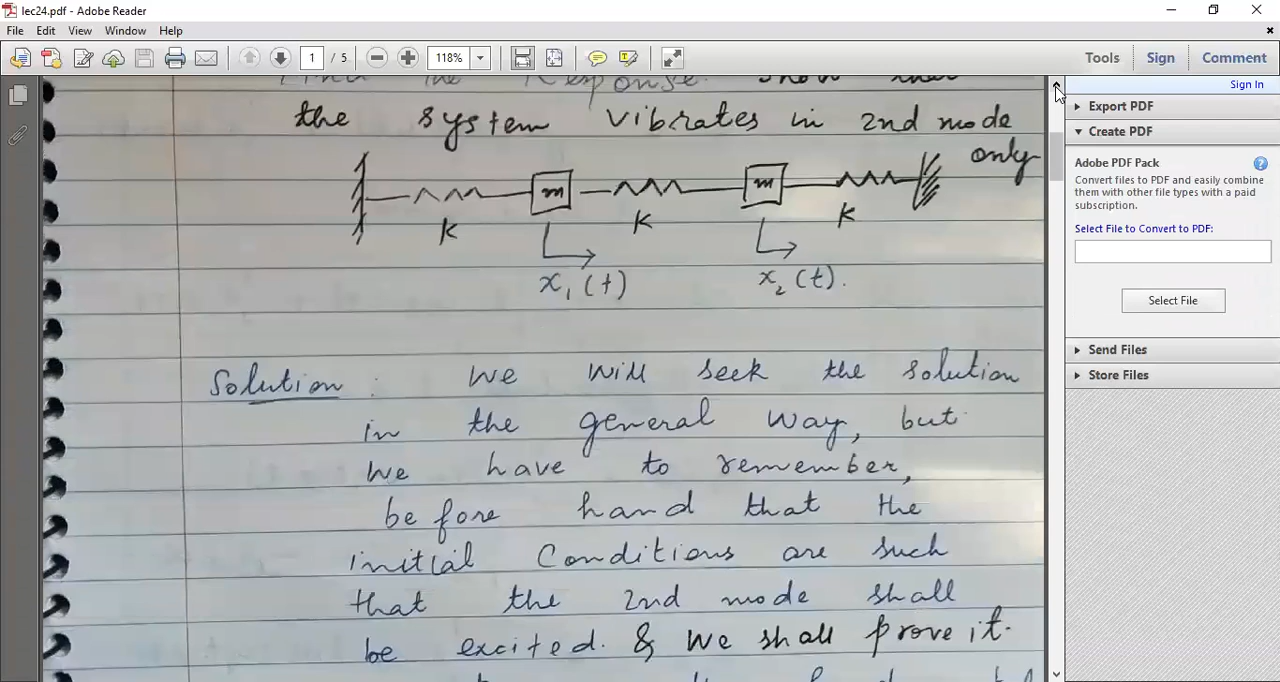 lec24.pdf - Adobe Reader
File Edit View Window Help
1 / 5 118% Tools Sign Comment
Sign In
the Response. Show that
the system vibrates in 2nd mode
only
m m
k k k
x₁(t) x₂(t).
Solution : We will seek the solution
in the general way, but
we have to remember,
before hand that the
initial conditions are such
that the 2nd mode shall
be excited. & we shall prove it.
Export PDF
Create PDF
Adobe PDF Pack
Convert files to PDF and easily combine
them with other file types with a paid
subscription.
Select File to Convert to PDF:
Select File
Send Files
Store Files